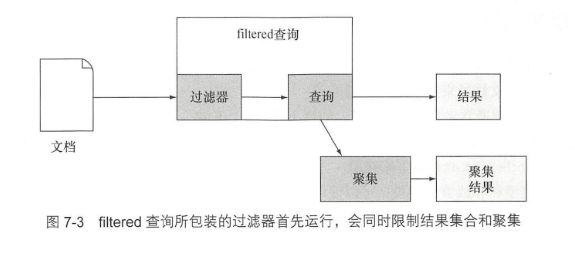 filtered查询
过滤器
查询
结果
文档
聚集
聚集
结果
图 7-3 filtered 查询所包装的过滤器首先运行，会同时限制结果集合和聚集